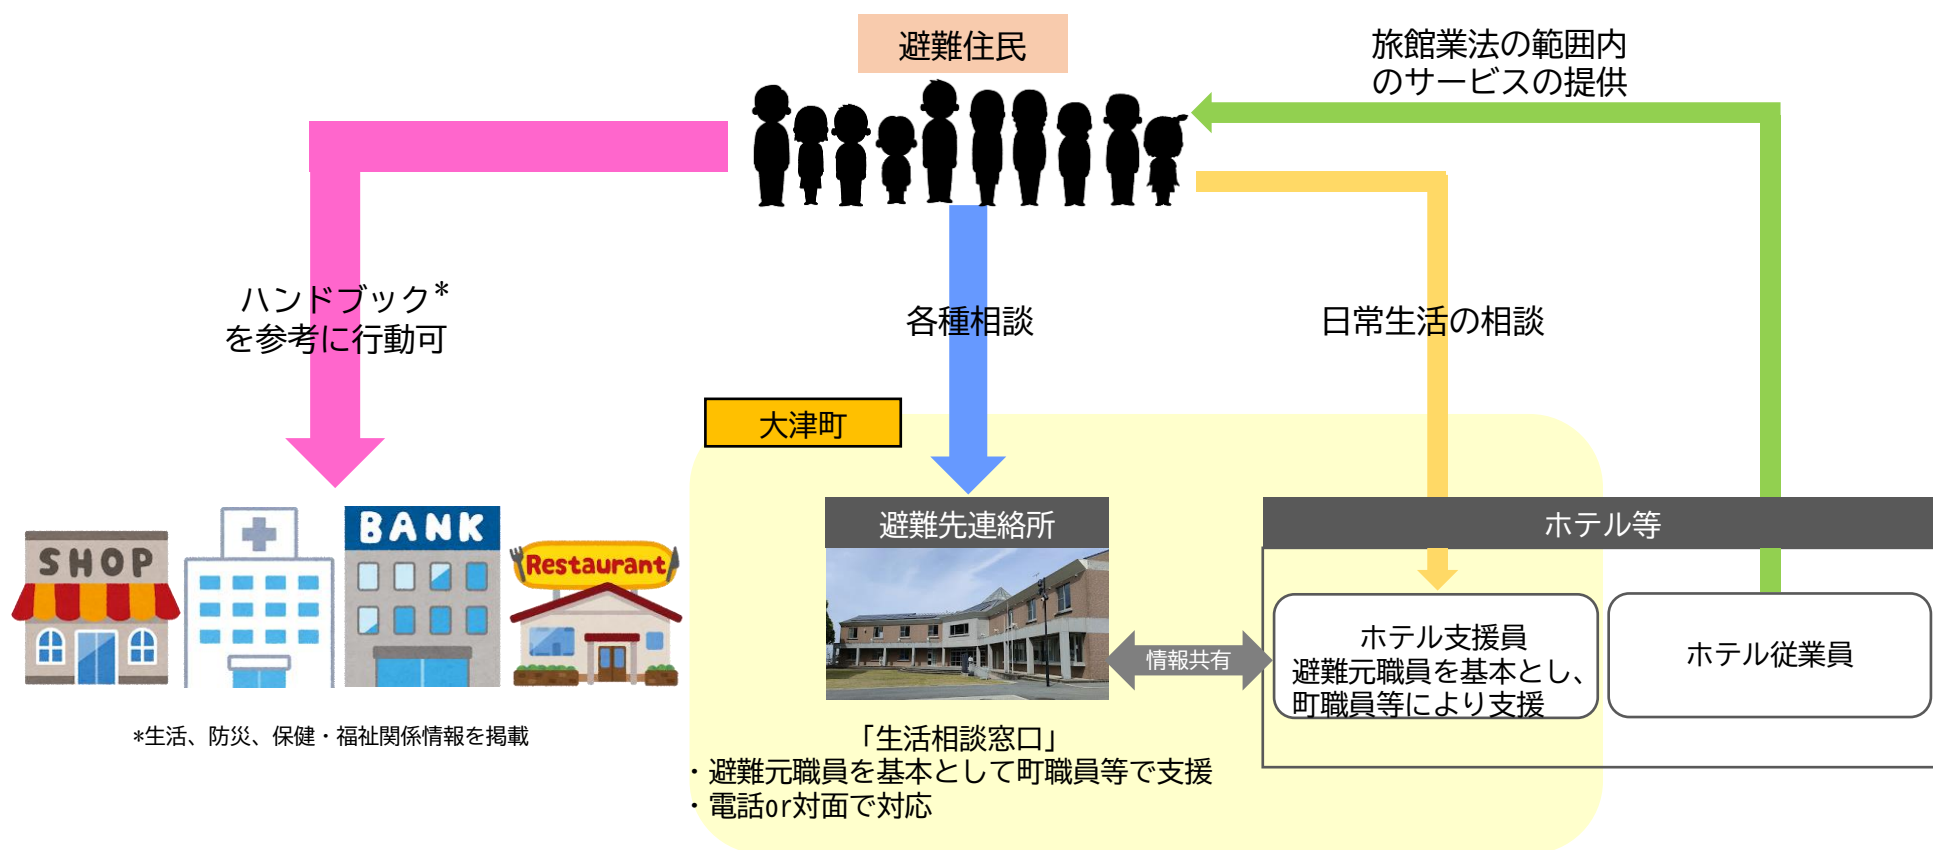 避難住民
旅館業法の範囲内
のサービスの提供
ハンドブック*
を参考に行動可
各種相談
日常生活の相談
大津町
SHOP
BANK
Restaurant
避難先連絡所
ホテル等
情報共有
ホテル支援員
避難元職員を基本とし、
町職員等により支援
ホテル従業員
*生活、防災、保健・福祉関係情報を掲載
「生活相談窓口」
・避難元職員を基本として町職員等で支援
・電話or対面で対応